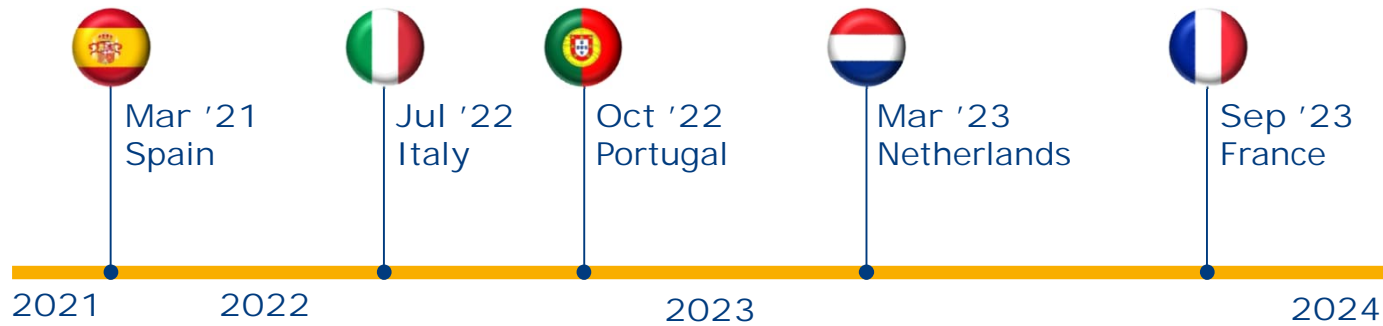 Mar '21
Spain
Jul '22
Italy
Oct '22
Portugal
Mar '23
Netherlands
Sep '23
France
2021
2022
2023
2024